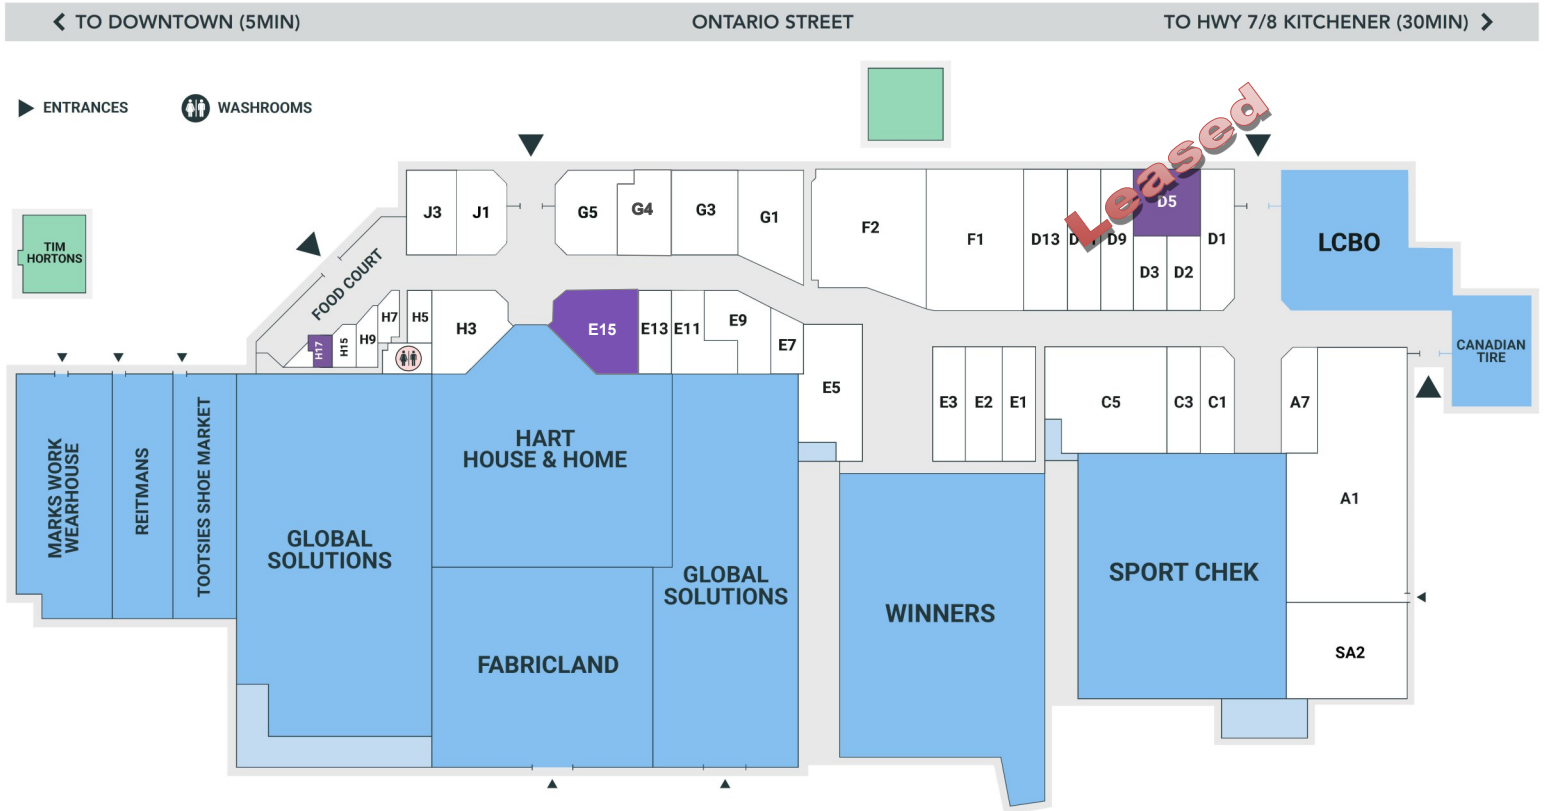 TO DOWNTOWN (5MIN)
ONTARIO STREET
TO HWY 7/8 KITCHENER (30MIN)
ENTRANCES
WASHROOMS
Leased
TIM
HORTONS
FOOD COURT
J3
J1
G5
G4
G3
G1
F2
F1
D13
D9
D5
D3
D2
D1
LCBO
CANADIAN
TIRE
H17
H15
H9
H7
H5
H3
E15
E13
E11
E9
E7
E5
E3
E2
E1
C5
C3
C1
A7
A1
SA2
MARKS WORK
WEARHOUSE
REITMANS
TOOTSIES SHOE MARKET
GLOBAL
SOLUTIONS
HART
HOUSE & HOME
FABRICLAND
GLOBAL
SOLUTIONS
WINNERS
SPORT CHEK